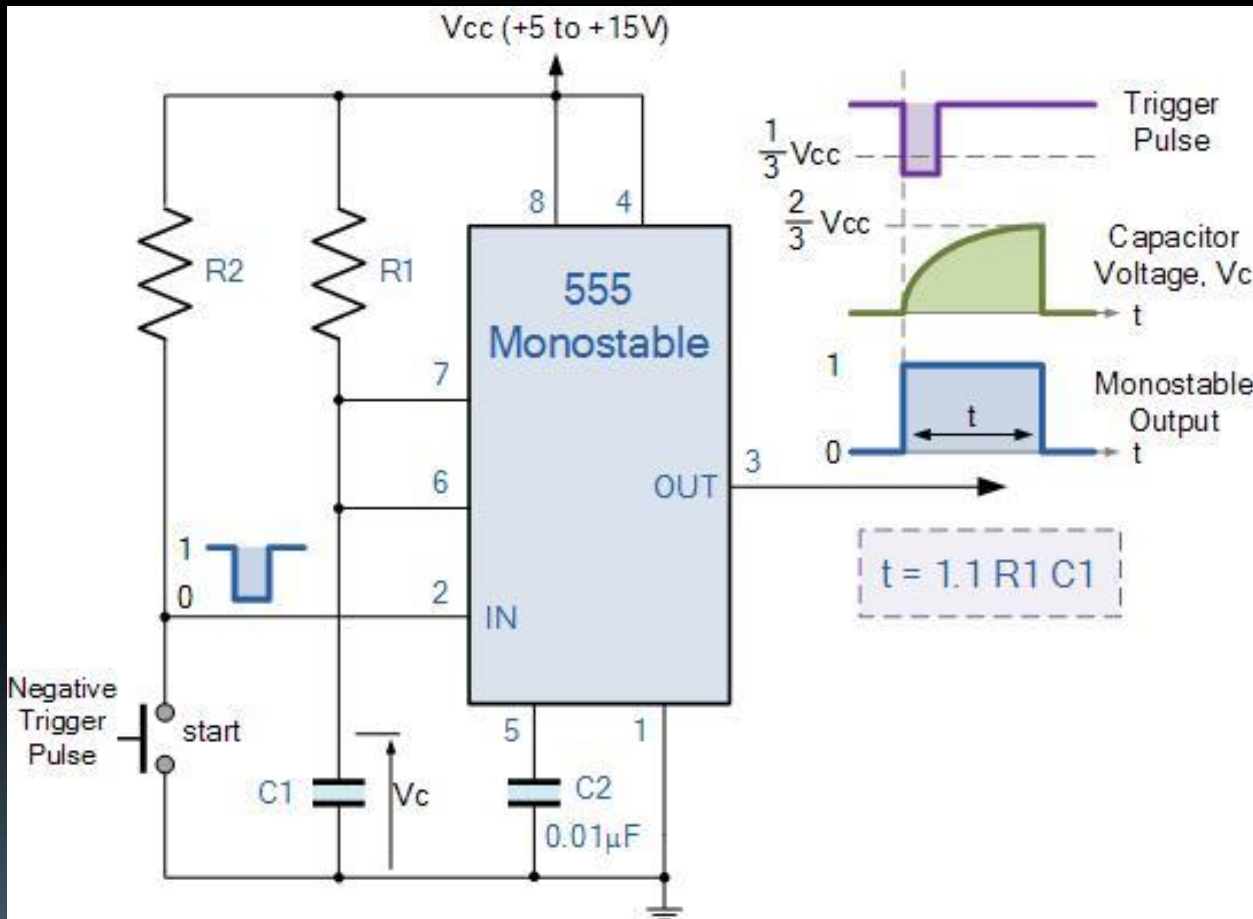 Vcc (+5 to +15V)
R2
R1
8
4
555
Monostable
7
6
2
IN
OUT
3
5
1
1
0
Negative
Trigger
Pulse
start
C1
Vc
C2
0.01µF
Trigger
Pulse
1/3 Vcc
2/3 Vcc
Capacitor
Voltage, Vc
t
1
0
t
Monostable
Output
t
t = 1.1 R1 C1